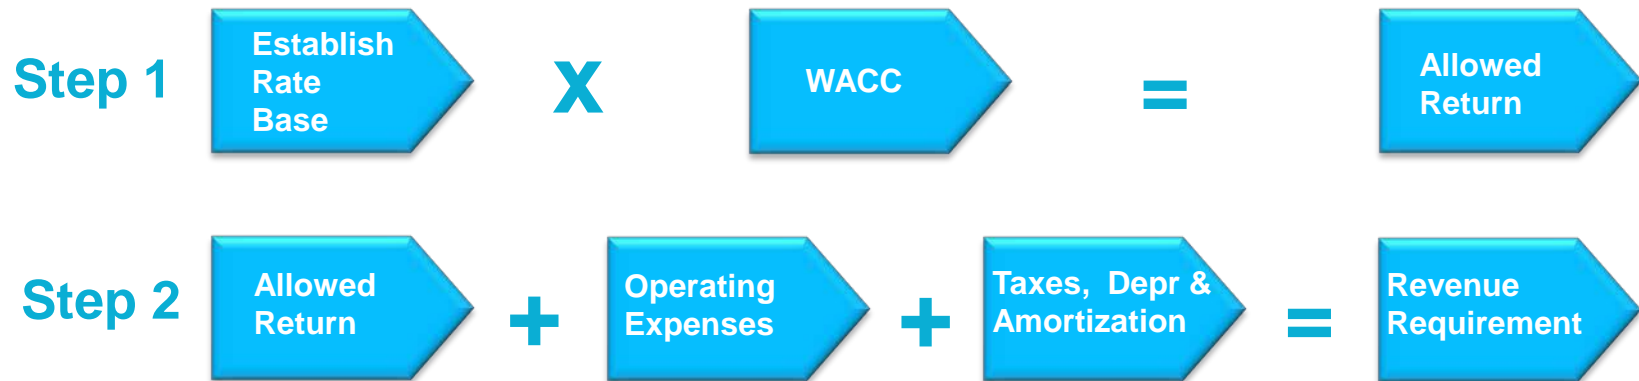 Step 1
Establish
Rate
Base
X
WACC
=
Allowed
Return
Step 2
Allowed
Return
+
Operating
Expenses
+
Taxes, Depr &
Amortization
=
Revenue
Requirement